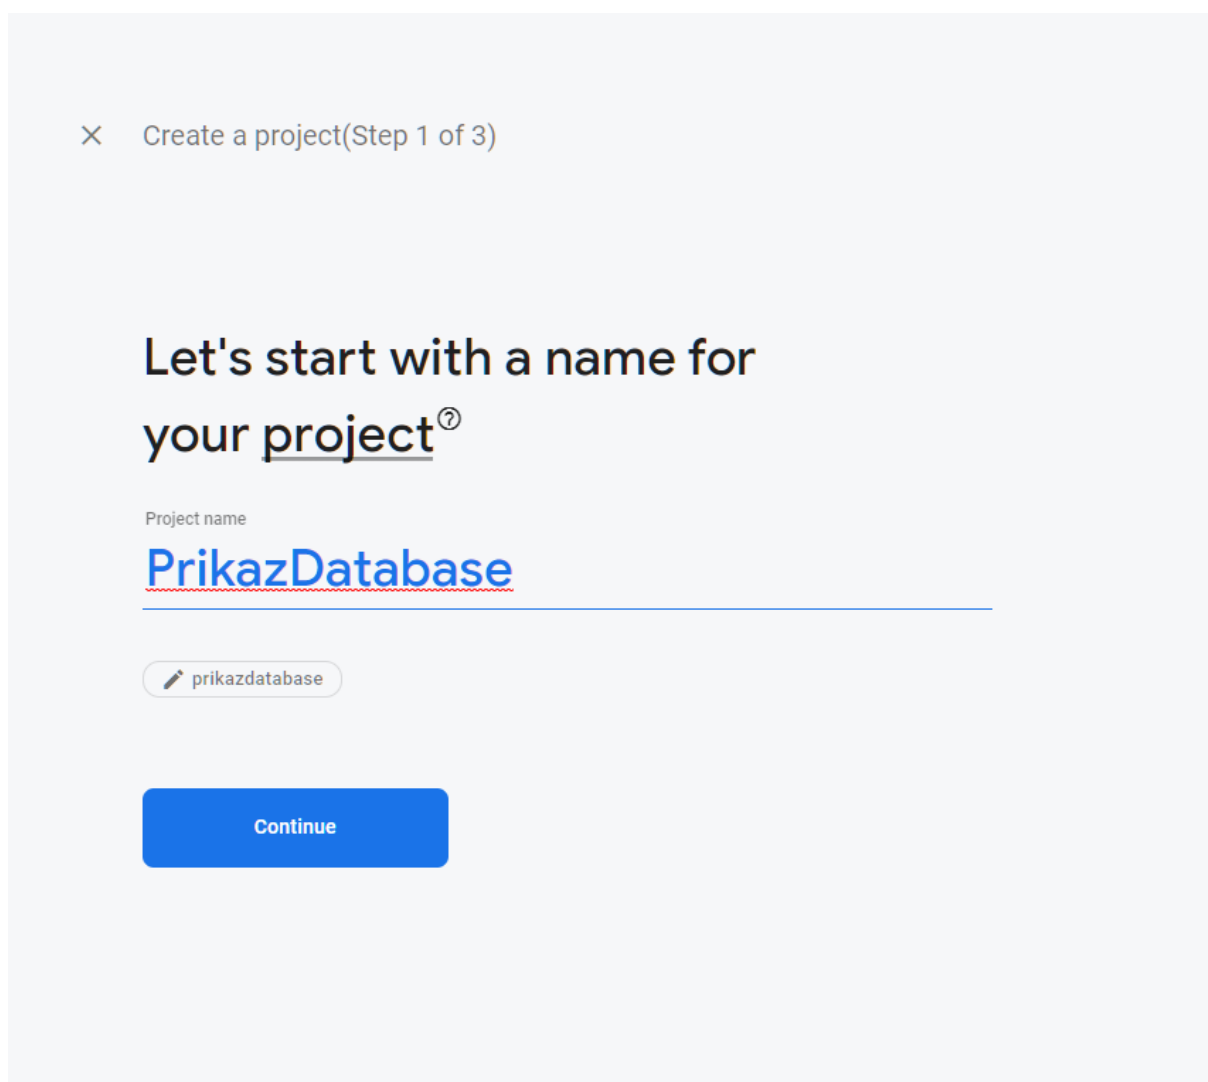 Create a project(Step 1 of 3)
Let's start with a name for
your project
Project name
PrikazDatabase
prikazdatabase
Continue